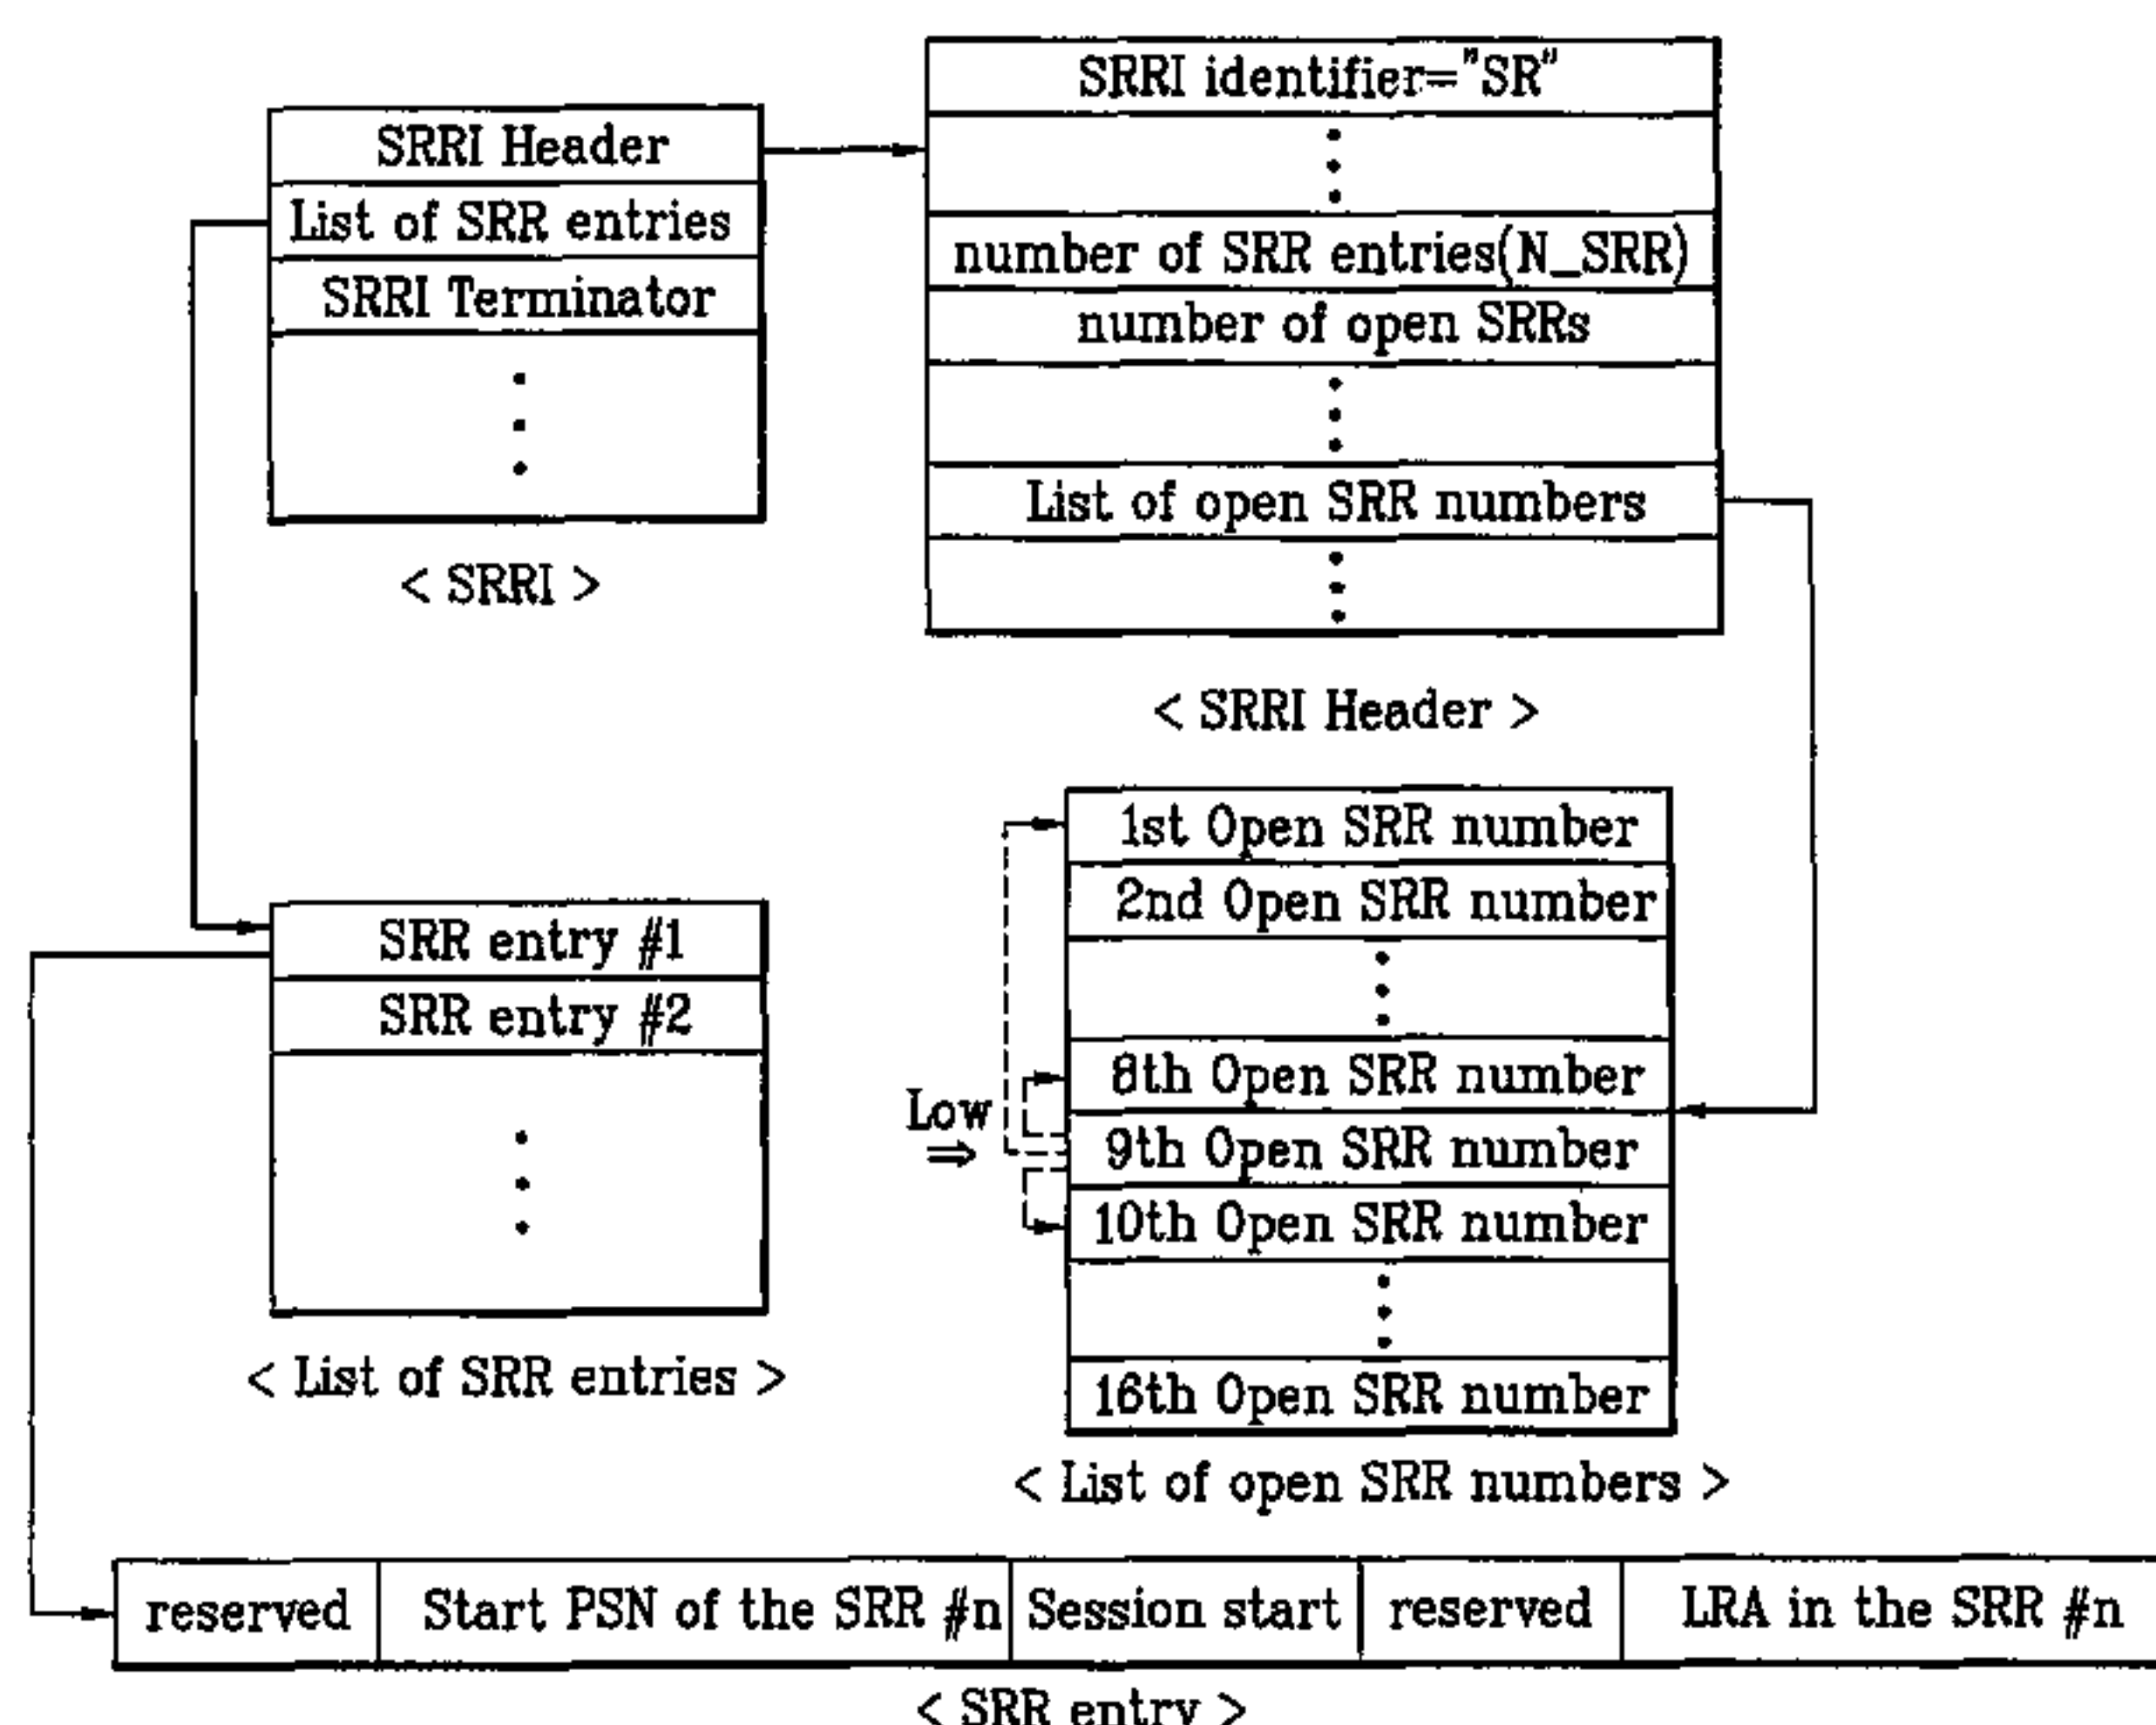 SRRI Header
List of SRR entries
SRRI Terminator
< SRRI >
SRRI identifier="SR"
number of SRR entries(N_SRR)
number of open SRRs
List of open SRR numbers
< SRRI Header >
SRR entry #1
SRR entry #2
< List of SRR entries >
1st Open SRR number
2nd Open SRR number
8th Open SRR number
Low
⇒
9th Open SRR number
10th Open SRR number
16th Open SRR number
< List of open SRR numbers >
reserved
Start PSN of the SRR #n
Session start
reserved
LRA in the SRR #n
< SRR entry >